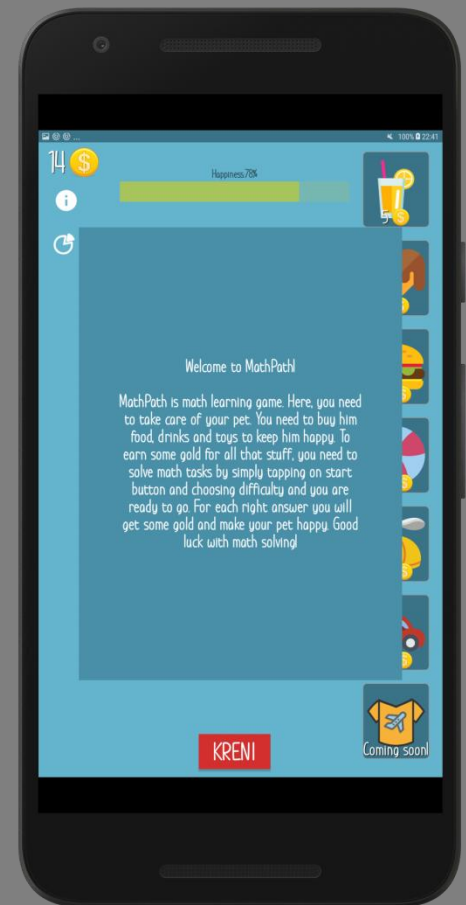 ... 100% 22:41
14
Happiness 78%
5
Welcome to MathPath!
MathPath is math learning game. Here, you need
to take care of your pet. You need to buy him
food, drinks and toys to keep him happy. To
earn some gold for all that stuff, you need to
solve math tasks by simply tapping on start
button and choosing difficulty and you are
ready to go. For each right answer you will
get some gold and make your pet happy. Good
luck with math solving!
KRENI
Coming soon!